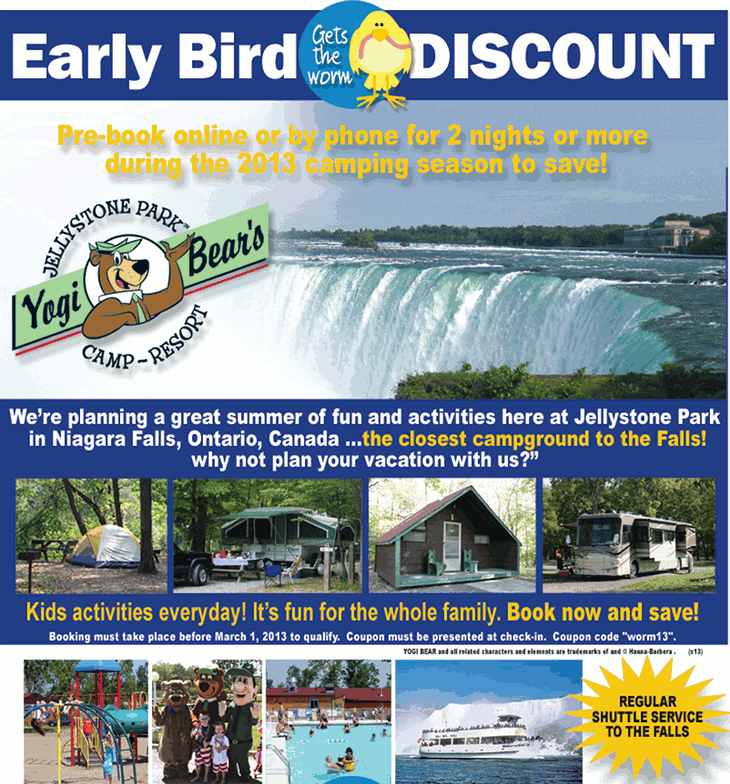 Early Bird
Gets
the
worm
DISCOUNT
Pre-book online or by phone for 2 nights or more
during the 2013 camping season to save!
JELLYSTONE PARK™
Yogi Bear's
CAMP-RESORT
We're planning a great summer of fun and activities here at Jellystone Park
in Niagara Falls, Ontario, Canada ...the closest campground to the Falls!
why not plan your vacation with us?”
Kids activities everyday! It's fun for the whole family. Book now and save!
Booking must take place before March 1, 2013 to qualify. Coupon must be presented at check-in. Coupon code "worm13".
YOGI BEAR and all related characters and elements are trademarks of and © Hanna-Barbera . (s13)
REGULAR
SHUTTLE SERVICE
TO THE FALLS